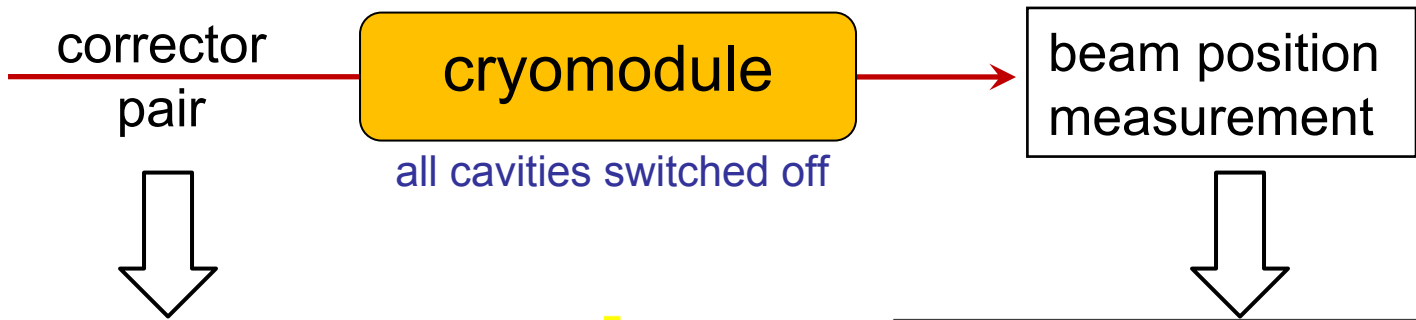 corrector
pair
cryomodule
all cavities switched off
beam position
measurement